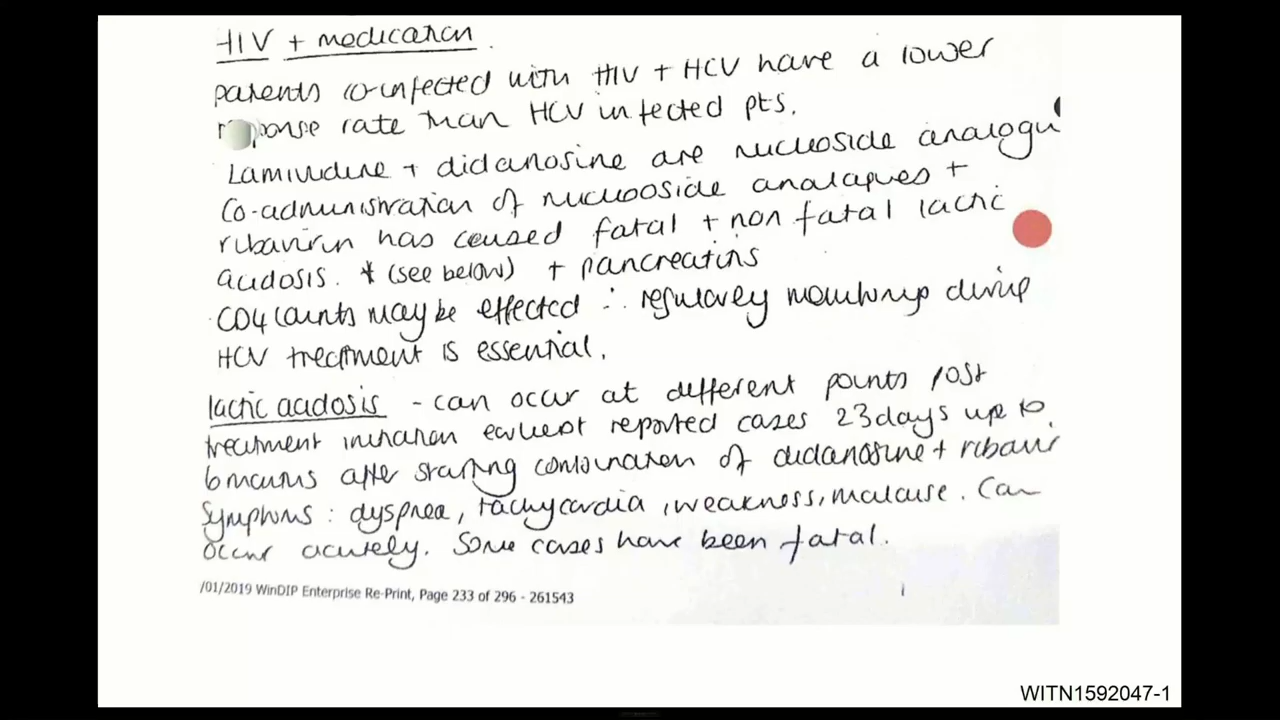 HIV + medication.
patients co-infected with HIV + HCV have a lower
response rate than HCV infected pts.
Lamivudine + didanosine are nucleoside analogu
Co-administration of nucleoside analogues +
ribavirin has caused fatal + non fatal lactic
acidosis. * (see below) + pancreatitis
CD4 counts may be effected ∴ regularly monitoring during
HCV treatment is essential.
lactic acidosis - can occur at different points post
treatment initiation earliest reported cases 23days up to
6 months after starting combination of didanosine + ribavir
Symptoms : dyspnea, tachycardia, weakness, malaise. Can
occur acutely. Some cases have been fatal.
/01/2019 WinDIP Enterprise Re-Print, Page 233 of 296 - 261543
WITN1592047-1